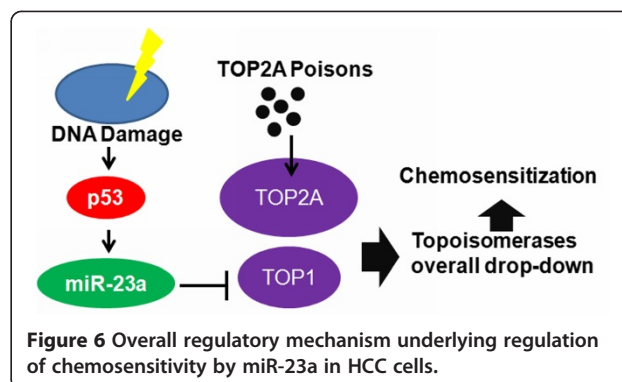 DNA Damage
p53
miR-23a
TOP2A Poisons
TOP2A
TOP1
Chemosensitization
Topoisomerases
overall drop-down
Figure 6 Overall regulatory mechanism underlying regulation
of chemosensitivity by miR-23a in HCC cells.